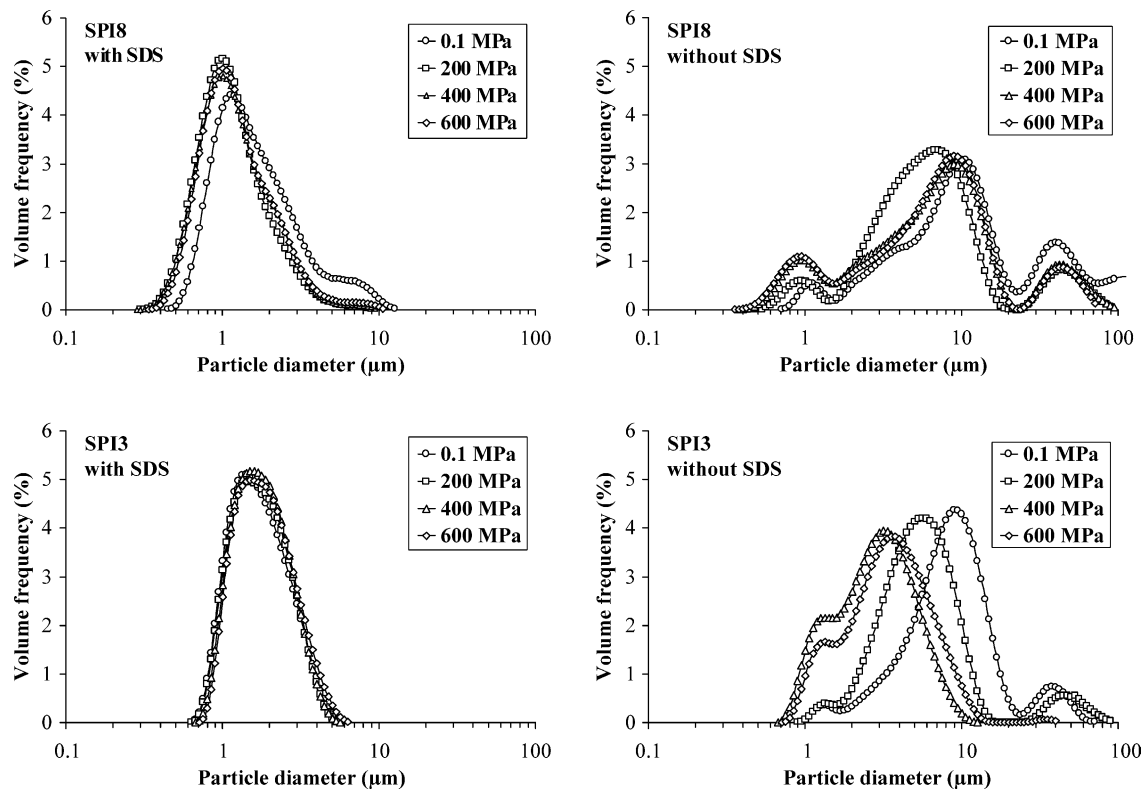 SPI8
with SDS
0.1 MPa
200 MPa
400 MPa
600 MPa
Volume frequency (%)
6
5
4
3
2
1
0
0.1 1 10 100
Particle diameter (µm)
SPI8
without SDS
0.1 MPa
200 MPa
400 MPa
600 MPa
Volume frequency (%)
6
5
4
3
2
1
0
0.1 1 10 100
Particle diameter (µm)
SPI3
with SDS
0.1 MPa
200 MPa
400 MPa
600 MPa
Volume frequency (%)
6
5
4
3
2
1
0
0.1 1 10 100
Particle diameter (µm)
SPI3
without SDS
0.1 MPa
200 MPa
400 MPa
600 MPa
Volume frequency (%)
6
5
4
3
2
1
0
0.1 1 10 100
Particle diameter (µm)